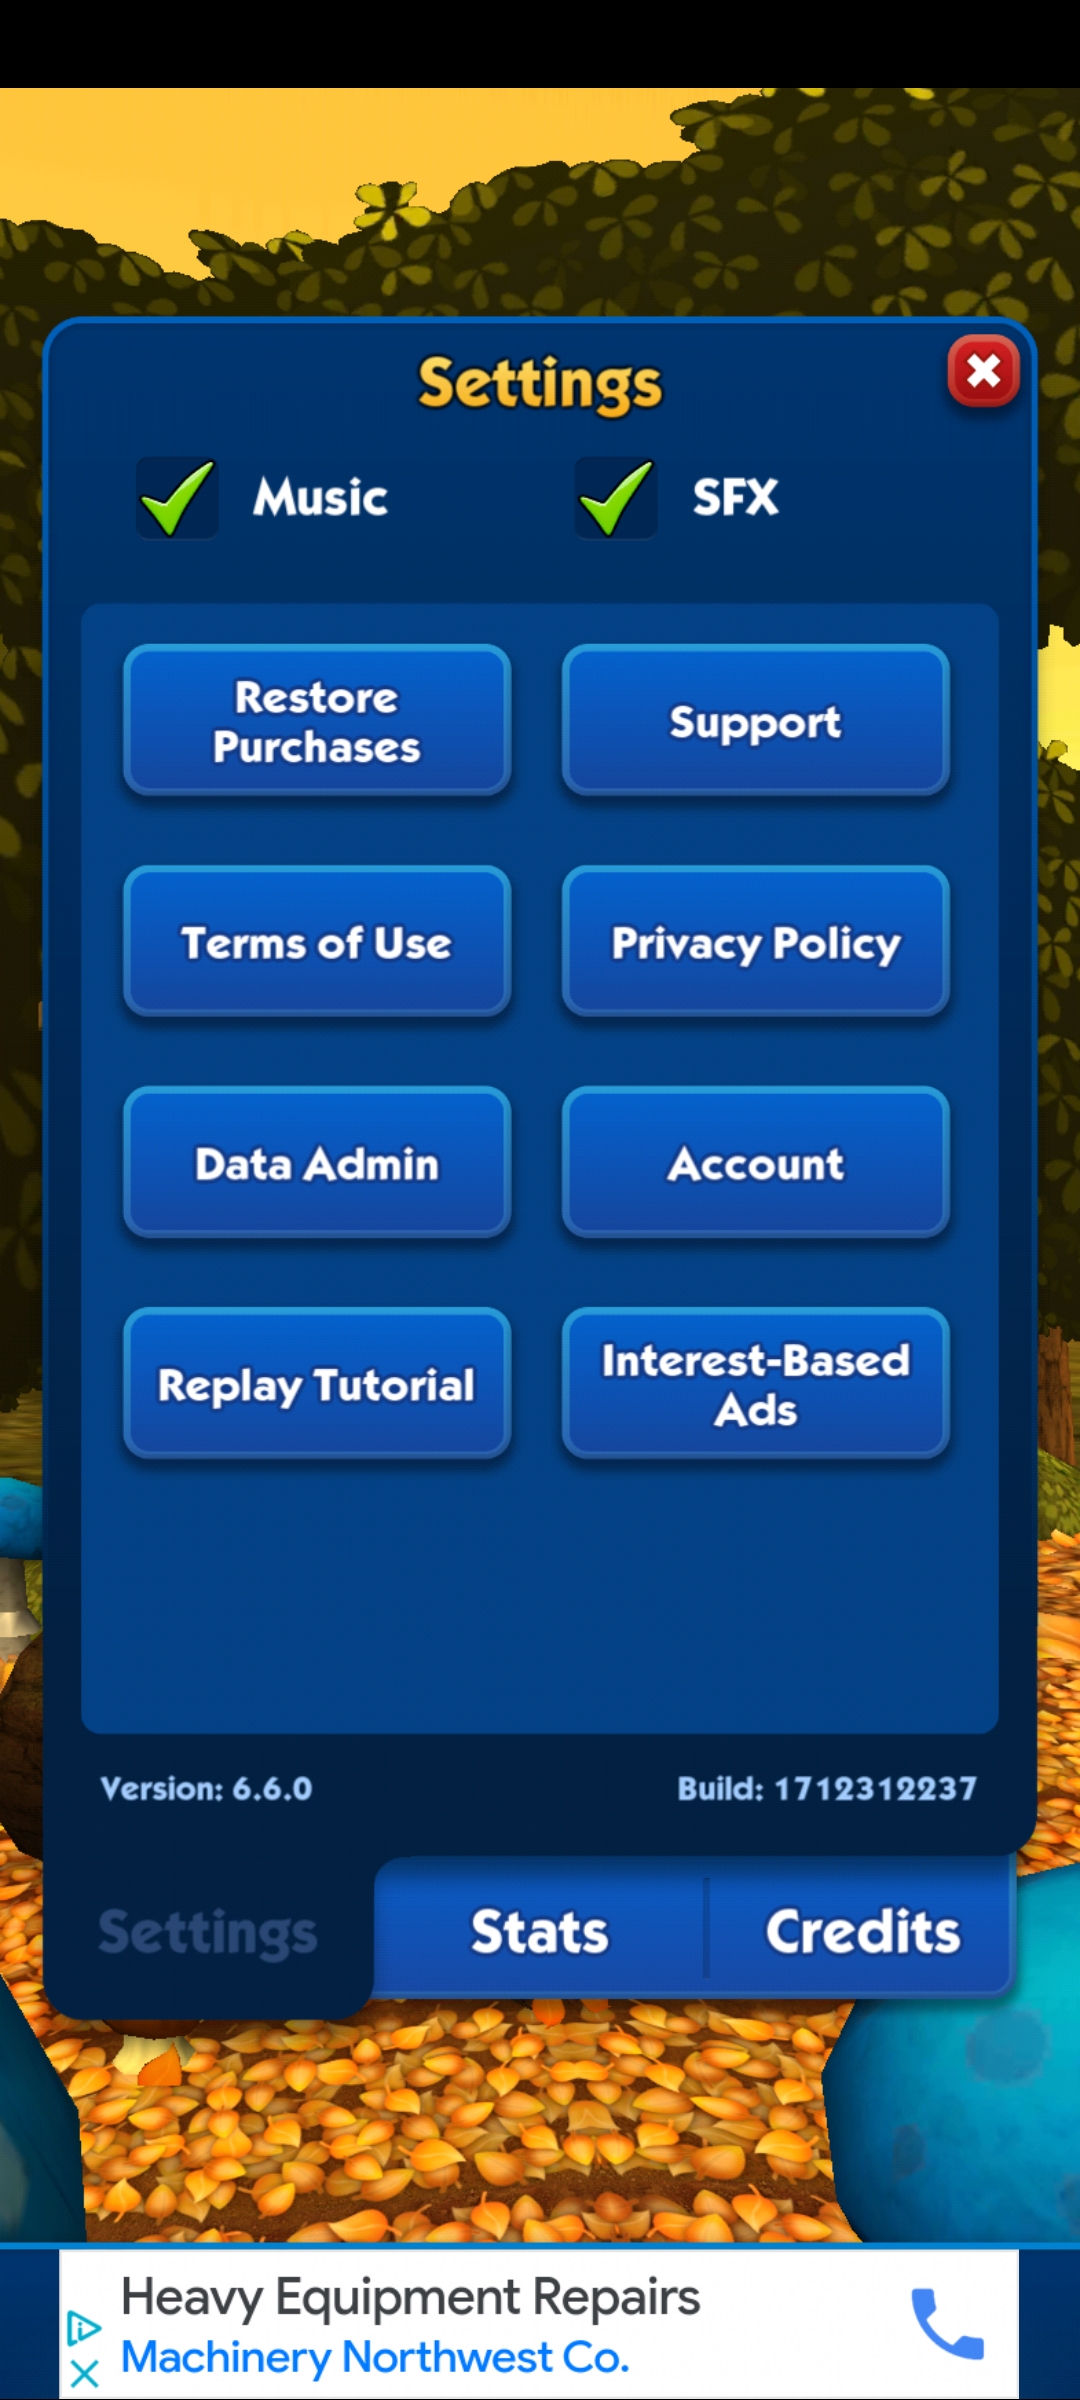 Settings
Music
SFX
Restore
Purchases
Support
Terms of Use
Privacy Policy
Data Admin
Account
Replay Tutorial
Interest-Based
Ads
Version: 6.6.0
Build: 1712312237
Settings
Stats
Credits
Heavy Equipment Repairs
Machinery Northwest Co.